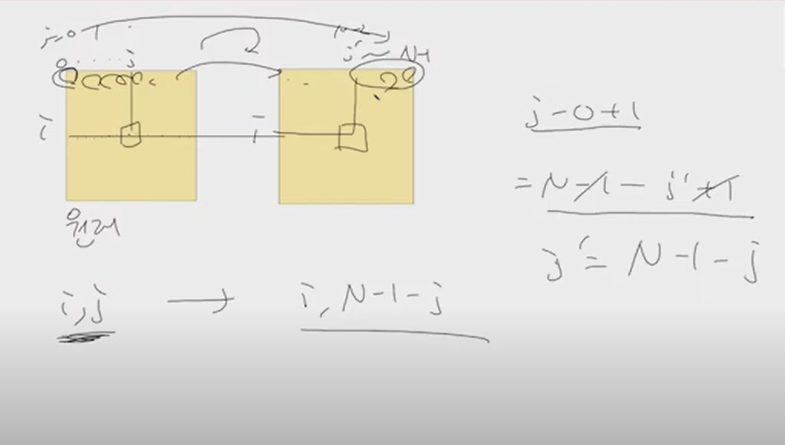 j=0
j' ~ N-1
0 . . . . j
i
i
원래
i,j → i, N-1-j
j-0+1
= N-1-j'+1
j'= N-1-j